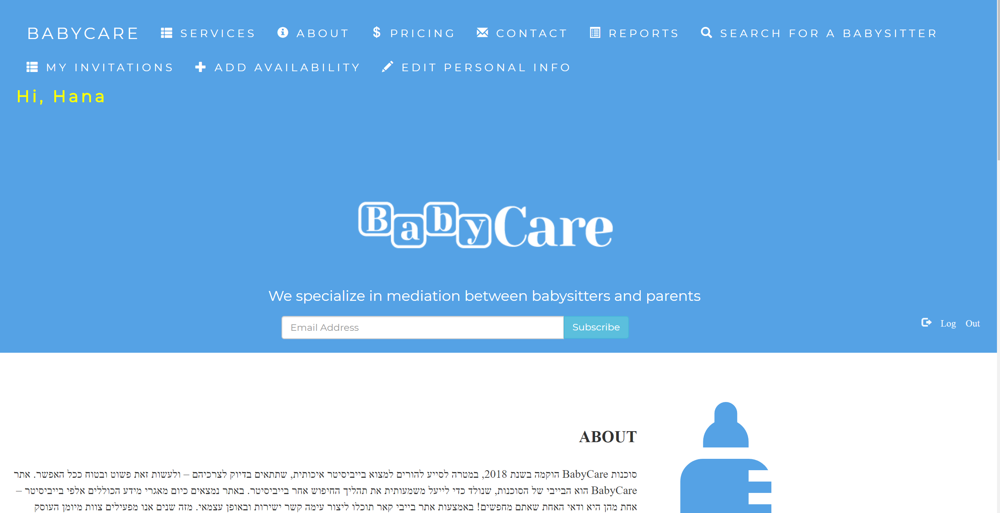 BABYCARE SERVICES ABOUT PRICING CONTACT REPORTS SEARCH FOR A BABYSITTER
MY INVITATIONS ADD AVAILABILITY EDIT PERSONAL INFO
Hi, Hana
BabyCare
We specialize in mediation between babysitters and parents
Email Address Subscribe
Log Out
ABOUT
סוכנות BabyCare הוקמה בשנת 2018, במטרה לסייע להורים למצוא בייביסיטר איכותית, שתתאים בדיוק לצרכיהם – ולעשות זאת פשוט ובטוח ככל האפשר. אתר
BabyCare הוא הבייבי של הסוכנות, שנולד כדי לייעל משמעותית את תהליך החיפוש אחר בייביסיטר. באתר נמצאים כיום מאגרי מידע הכוללים אלפי בייביסיטר –
אחת מהן היא ודאי האחת שאתם מחפשים! באמצעות אתר בייבי קאר תוכלו ליצור עימה קשר ישירות ובאופן עצמאי. מזה שנים אנו מפעילים צוות מיומן העוסק